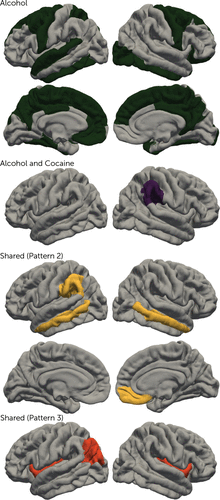 Alcohol
Alcohol and Cocaine
Shared (Pattern 2)
Shared (Pattern 3)